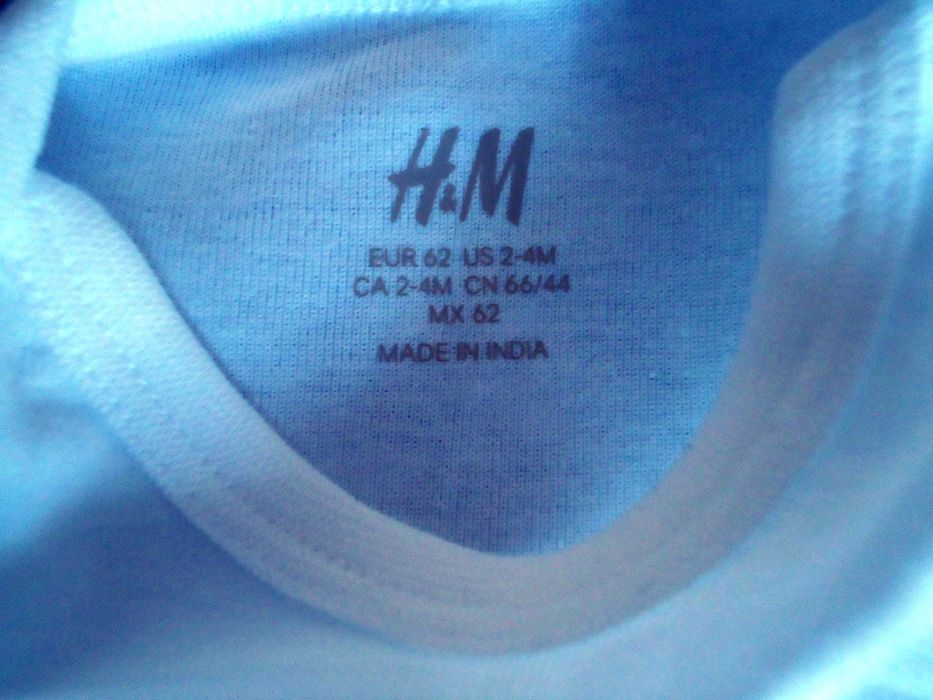 H&M
EUR 62 US 2-4M
CA 2-4M CN 66/44
MX 62
MADE IN INDIA